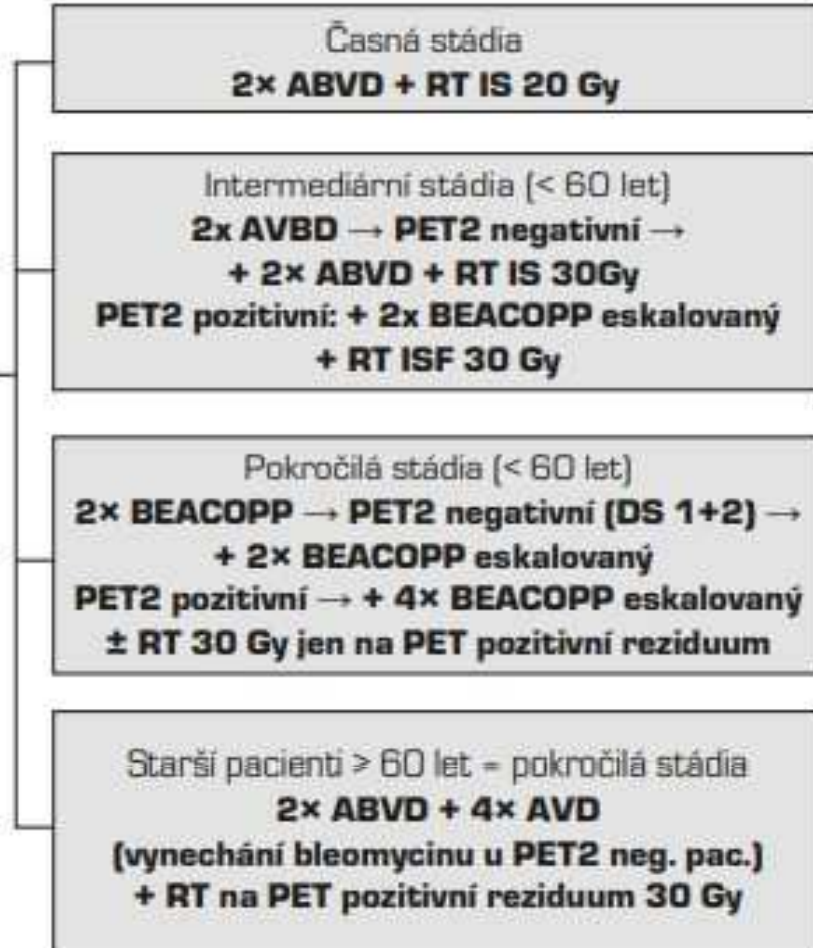 Časná stádia
2× ABVD + RT IS 20 Gy
Intermediární stádia (< 60 let)
2x AVBD → PET2 negativní →
+ 2× ABVD + RT IS 30Gy
PET2 pozitivní: + 2x BEACOPP eskalovaný
+ RT ISF 30 Gy
Pokročilá stádia (< 60 let)
2× BEACOPP → PET2 negativní (DS 1+2) →
+ 2× BEACOPP eskalovaný
PET2 pozitivní → + 4× BEACOPP eskalovaný
± RT 30 Gy jen na PET pozitivní reziduum
Starší pacienti > 60 let = pokročilá stádia
2× ABVD + 4× AVD
(vynechání bleomycinu u PET2 neg. pac.)
+ RT na PET pozitivní reziduum 30 Gy